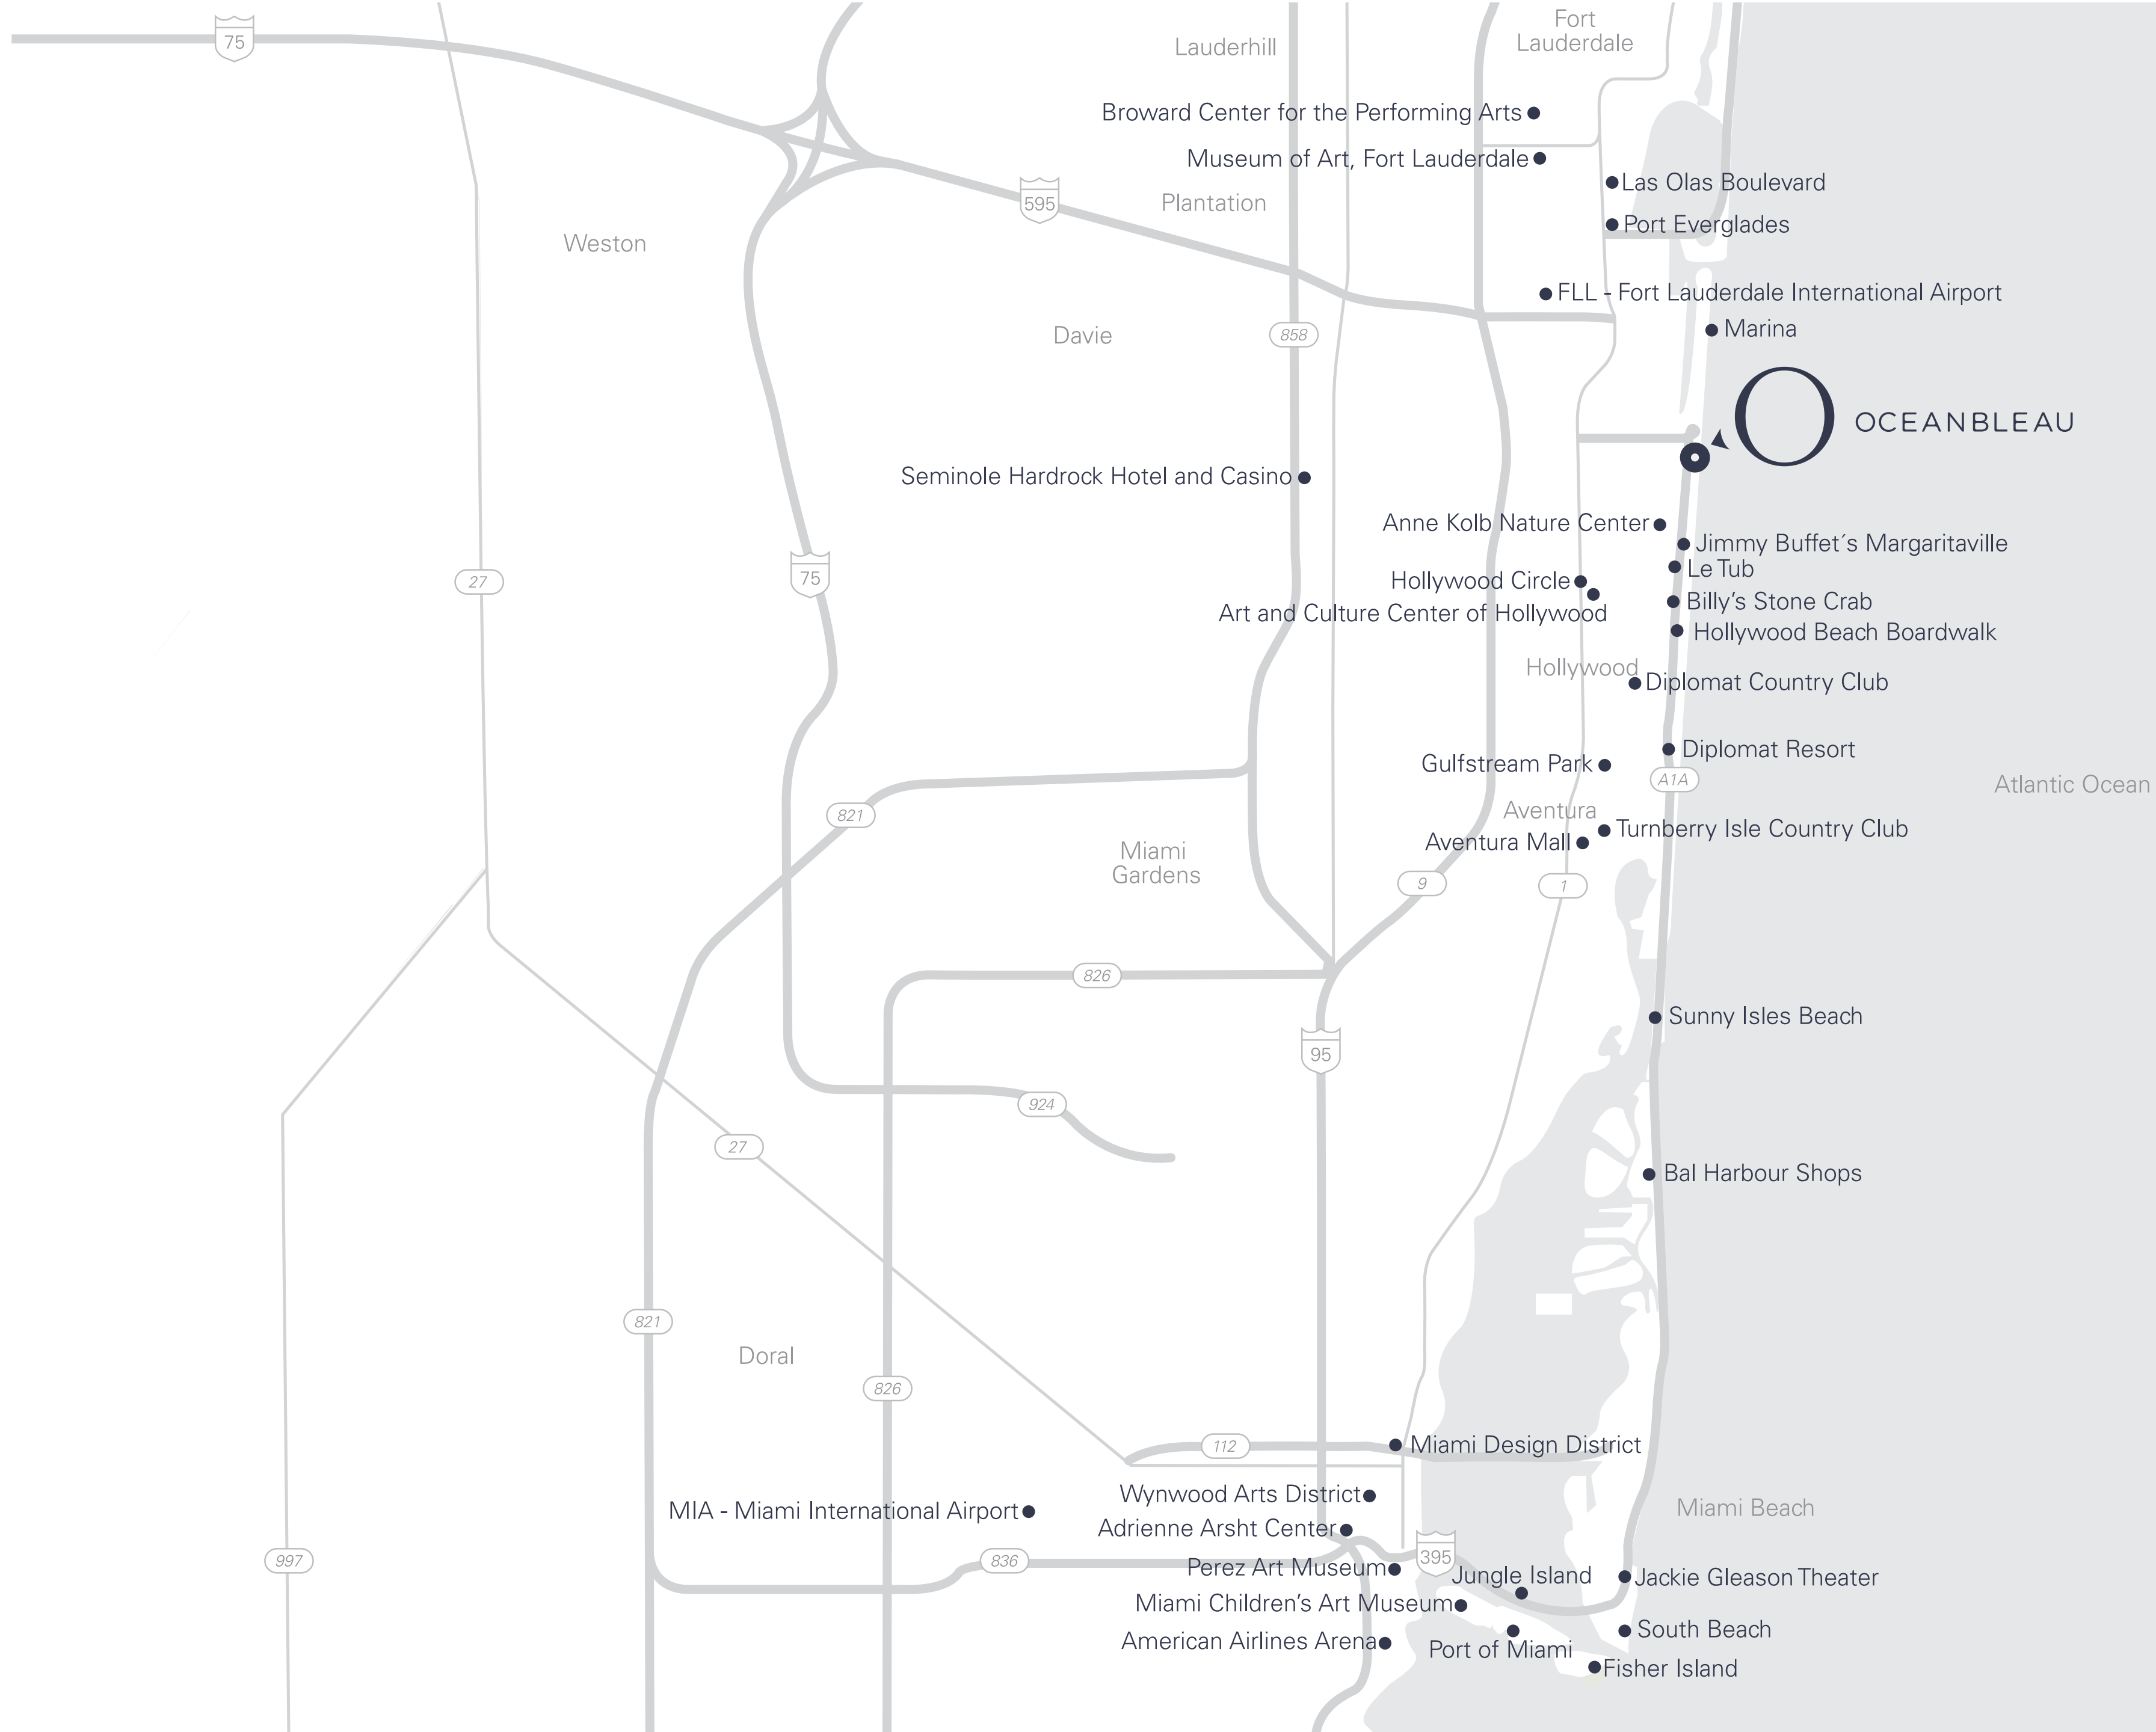 Fort
Lauderdale
75
Lauderhill
Broward Center for the Performing Arts
Museum of Art, Fort Lauderdale
Las Olas Boulevard
595
Plantation
Port Everglades
Weston
FLL - Fort Lauderdale International Airport
Marina
Davie
858
O
OCEANBLEAU
Seminole Hardrock Hotel and Casino
Anne Kolb Nature Center
Jimmy Buffet´s Margaritaville
Le Tub
75
27
Hollywood Circle
Billy's Stone Crab
Art and Culture Center of Hollywood
Hollywood Beach Boardwalk
Hollywood
Diplomat Country Club
Diplomat Resort
Gulfstream Park
A1A
Atlantic Ocean
Aventura
821
Turnberry Isle Country Club
Aventura Mall
Miami
Gardens
9
1
826
Sunny Isles Beach
95
924
27
Bal Harbour Shops
821
Doral
826
112
Miami Design District
Wynwood Arts District
Miami Beach
MIA - Miami International Airport
Adrienne Arsht Center
997
836
395
Perez Art Museum
Jungle Island
Jackie Gleason Theater
Miami Children's Art Museum
South Beach
American Airlines Arena
Port of Miami
Fisher Island